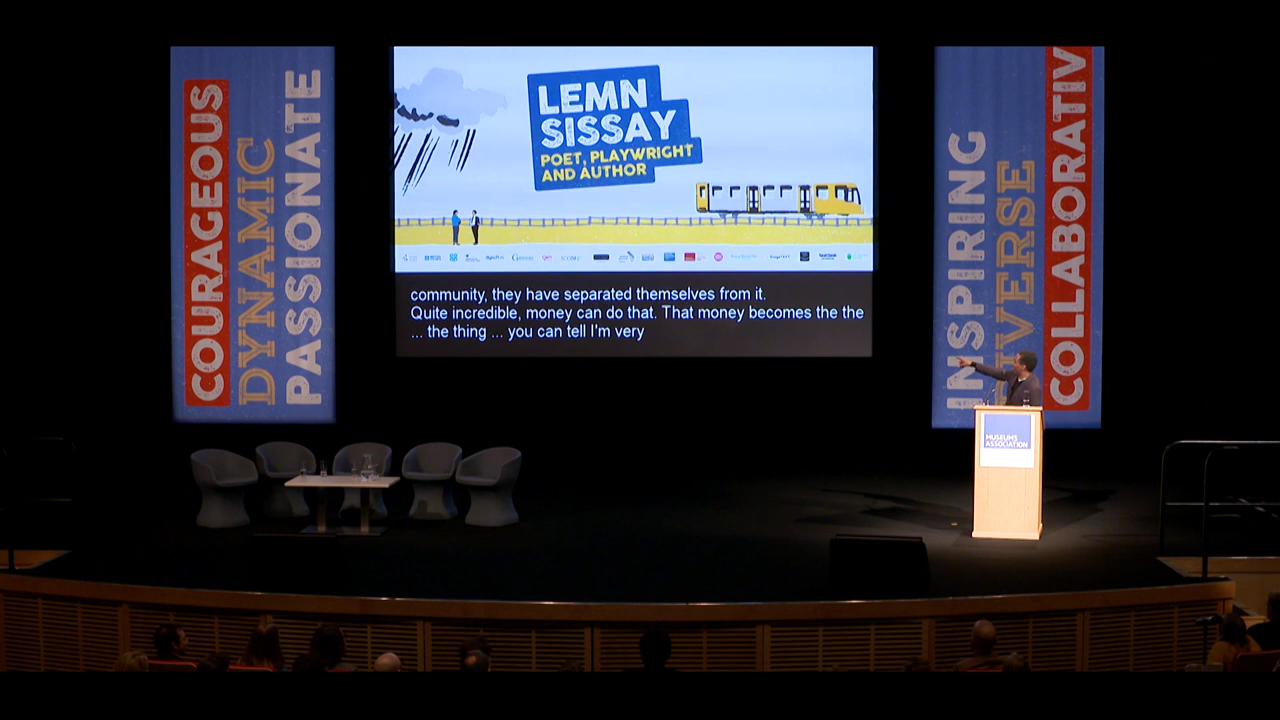 COURAGEOUS
DYNAMIC
PASSIONATE
LEMN
SISSAY
POET, PLAYWRIGHT
AND AUTHOR
community, they have separated themselves from it.
Quite incredible, money can do that. That money becomes the the
... the thing ... you can tell I'm very
INSPIRING
DIVERSE
COLLABORATIV
MUSEUMS
ASSOCIATION